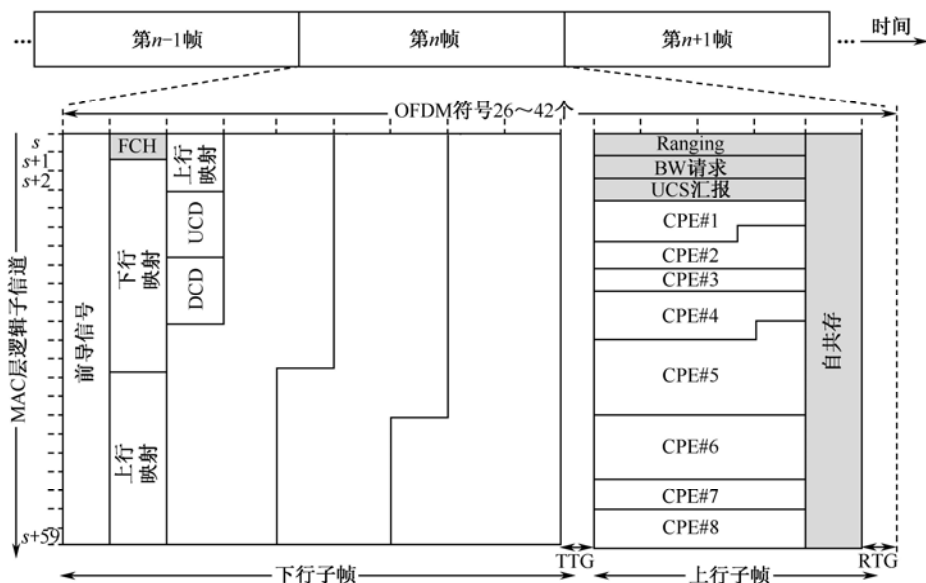 … 第n−1帧 第n帧 第n+1帧 … 时间
OFDM符号26～42个
MAC层逻辑子信道
s
s+1
s+2
s+59
前导信号
FCH
下行映射
上行映射
上行映射
UCD
DCD
Ranging
BW请求
UCS汇报
CPE#1
CPE#2
CPE#3
CPE#4
CPE#5
CPE#6
CPE#7
CPE#8
自共存
下行子帧
TTG
上行子帧
RTG